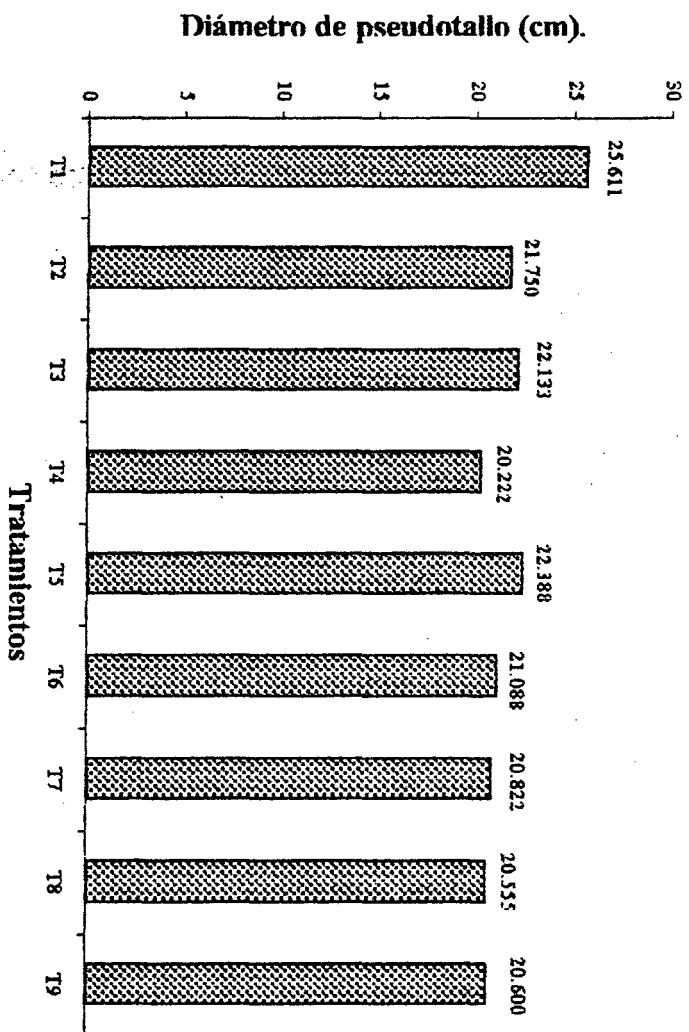 Diámetro de pseudotallo (cm).
30
25
20
15
10
5
0
25.611
21.750
22.133
20.222
22.388
21.088
20.822
20.555
20.600
T1
T2
T3
T4
T5
T6
T7
T8
T9
Tratamientos